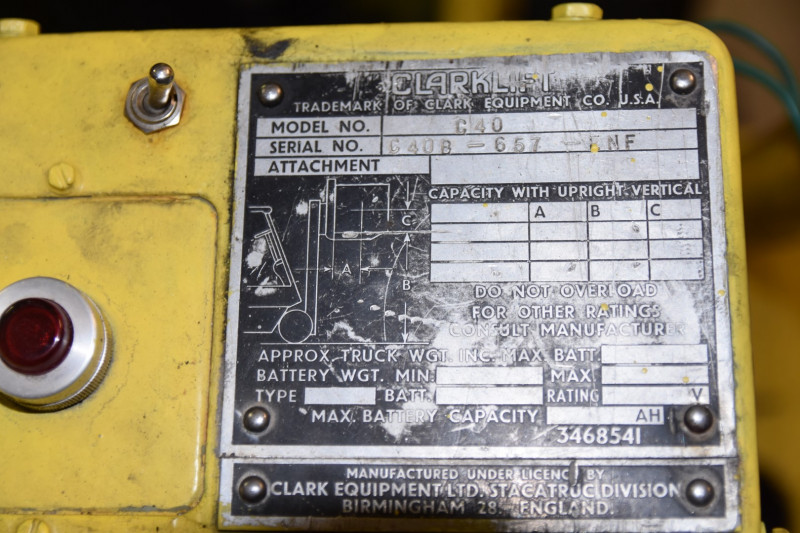 CLARKLIFT
TRADEMARK OF CLARK EQUIPMENT CO. U.S.A.
MODEL NO. C40
SERIAL NO.
ATTACHMENT
CAPACITY WITH UPRIGHT VERTICAL
A B C
C
A
B
DO NOT OVERLOAD
FOR OTHER RATINGS
CONSULT MANUFACTURER
APPROX. TRUCK WGT. INC. MAX. BATT.
BATTERY WGT. MIN. MAX.
TYPE BATT. RATING V
MAX. BATTERY CAPACITY AH
3468541
MANUFACTURED UNDER LICENCE BY
CLARK EQUIPMENT LTD. STACATRUC DIVISION
BIRMINGHAM 28. ENGLAND.